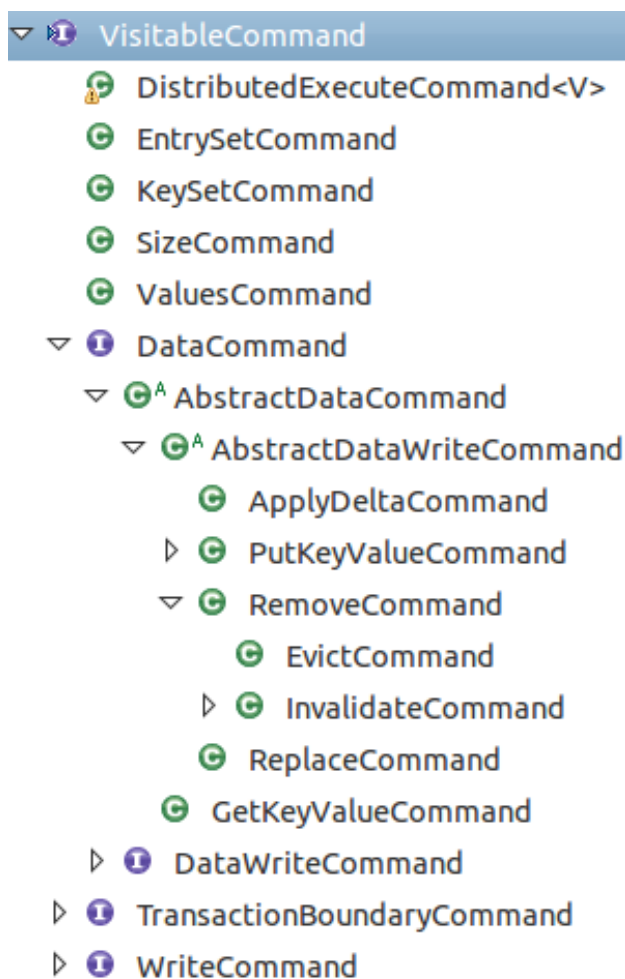 VisitableCommand
DistributedExecuteCommand<V>
EntrySetCommand
KeySetCommand
SizeCommand
ValuesCommand
DataCommand
AbstractDataCommand
AbstractDataWriteCommand
ApplyDeltaCommand
PutKeyValueCommand
RemoveCommand
EvictCommand
InvalidateCommand
ReplaceCommand
GetKeyValueCommand
DataWriteCommand
TransactionBoundaryCommand
WriteCommand